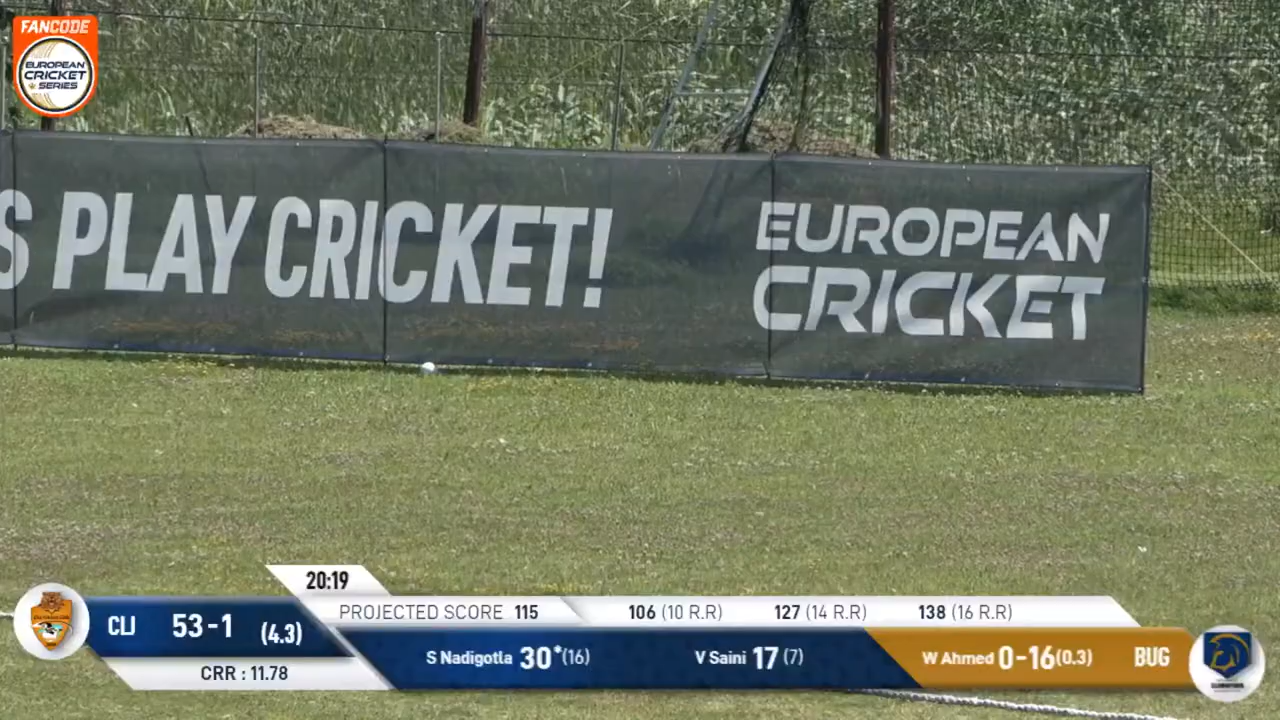 FANCODE
EUROPEAN
CRICKET
SERIES
S PLAY CRICKET!
EUROPEAN
CRICKET
20:19
PROJECTED SCORE 115 106 (10 R.R) 127 (14 R.R) 138 (16 R.R)
CLJ 53-1 (4.3)
S Nadigotla 30*(16) V Saini 17 (7) W Ahmed 0-16(0.3) BUG
CRR : 11.78